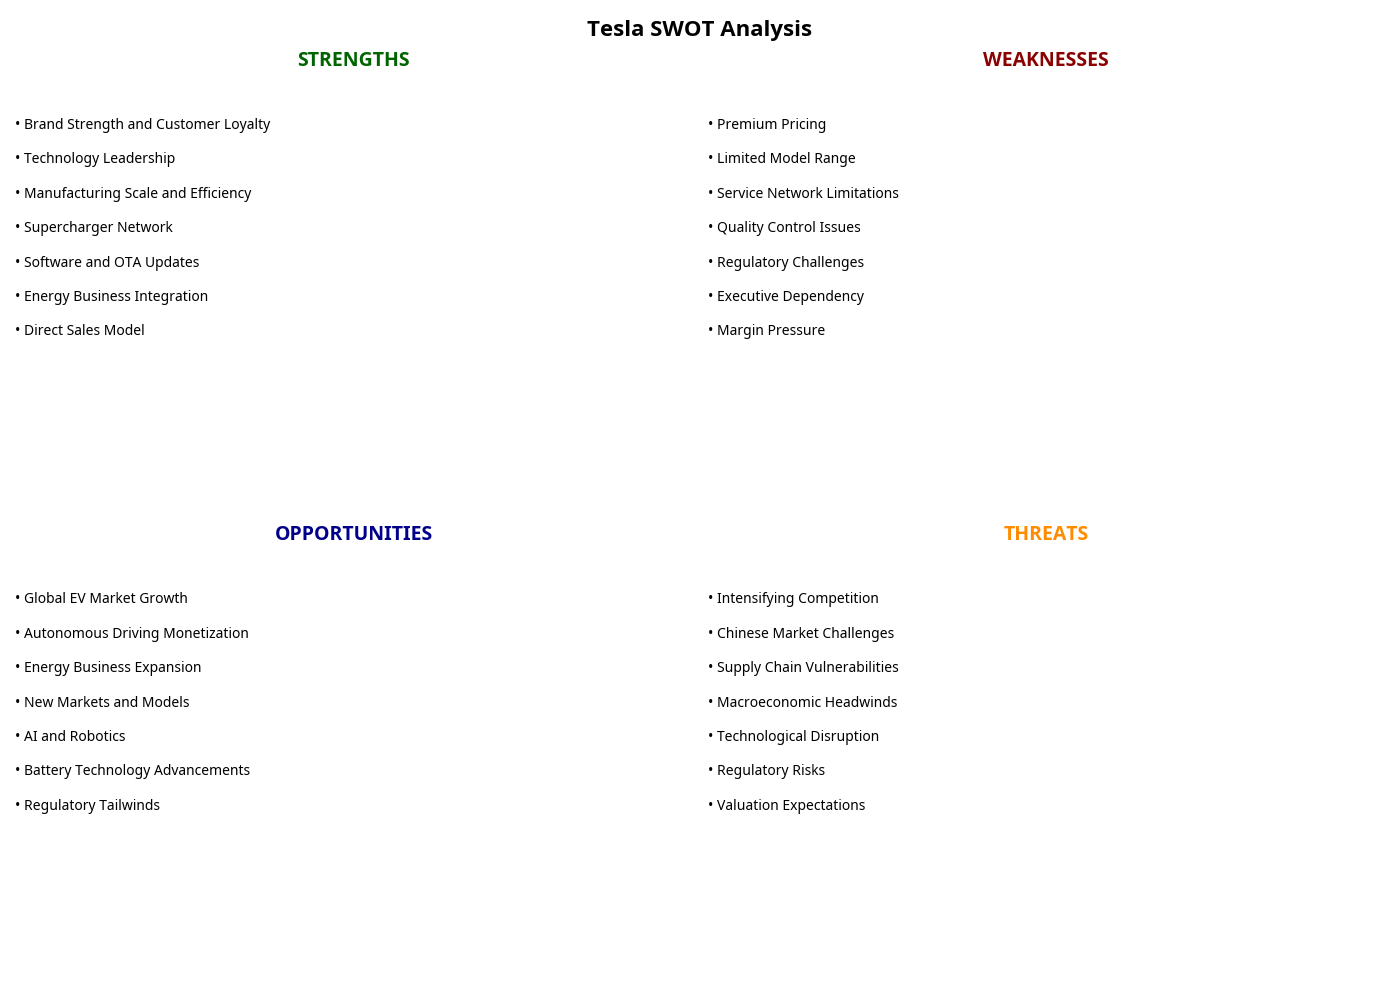 Tesla SWOT Analysis
STRENGTHS
• Brand Strength and Customer Loyalty
• Technology Leadership
• Manufacturing Scale and Efficiency
• Supercharger Network
• Software and OTA Updates
• Energy Business Integration
• Direct Sales Model
WEAKNESSES
• Premium Pricing
• Limited Model Range
• Service Network Limitations
• Quality Control Issues
• Regulatory Challenges
• Executive Dependency
• Margin Pressure
OPPORTUNITIES
• Global EV Market Growth
• Autonomous Driving Monetization
• Energy Business Expansion
• New Markets and Models
• AI and Robotics
• Battery Technology Advancements
• Regulatory Tailwinds
THREATS
• Intensifying Competition
• Chinese Market Challenges
• Supply Chain Vulnerabilities
• Macroeconomic Headwinds
• Technological Disruption
• Regulatory Risks
• Valuation Expectations